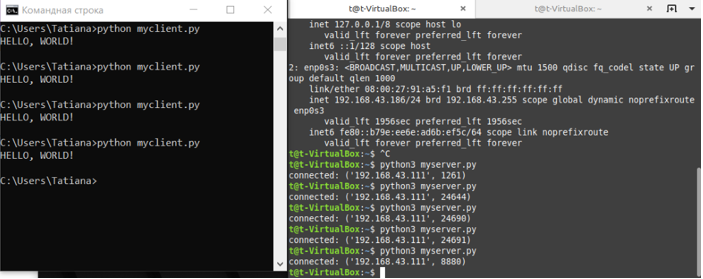 Командная строка
C:\Users\Tatiana>python myclient.py
HELLO, WORLD!
C:\Users\Tatiana>python myclient.py
HELLO, WORLD!
C:\Users\Tatiana>python myclient.py
HELLO, WORLD!
C:\Users\Tatiana>python myclient.py
HELLO, WORLD!
C:\Users\Tatiana>
t@t-VirtualBox: ~
t@t-VirtualBox: ~
inet 127.0.0.1/8 scope host lo
valid_lft forever preferred_lft forever
inet6 ::1/128 scope host
valid_lft forever preferred_lft forever
2: enp0s3: <BROADCAST,MULTICAST,UP,LOWER_UP> mtu 1500 qdisc fq_codel state UP gr
oup default qlen 1000
link/ether 08:00:27:91:a5:f1 brd ff:ff:ff:ff:ff:ff
inet 192.168.43.186/24 brd 192.168.43.255 scope global dynamic noprefixroute
enp0s3
valid_lft 1956sec preferred_lft 1956sec
inet6 fe80::b79e:ee6e:ad6b:ef5c/64 scope link noprefixroute
valid_lft forever preferred_lft forever
t@t-VirtualBox:~$ ^C
t@t-VirtualBox:~$ python3 myserver.py
connected: ('192.168.43.111', 1261)
t@t-VirtualBox:~$ python3 myserver.py
connected: ('192.168.43.111', 24644)
t@t-VirtualBox:~$ python3 myserver.py
connected: ('192.168.43.111', 24690)
t@t-VirtualBox:~$ python3 myserver.py
connected: ('192.168.43.111', 24691)
t@t-VirtualBox:~$ python3 myserver.py
connected: ('192.168.43.111', 8880)
t@t-VirtualBox:~$